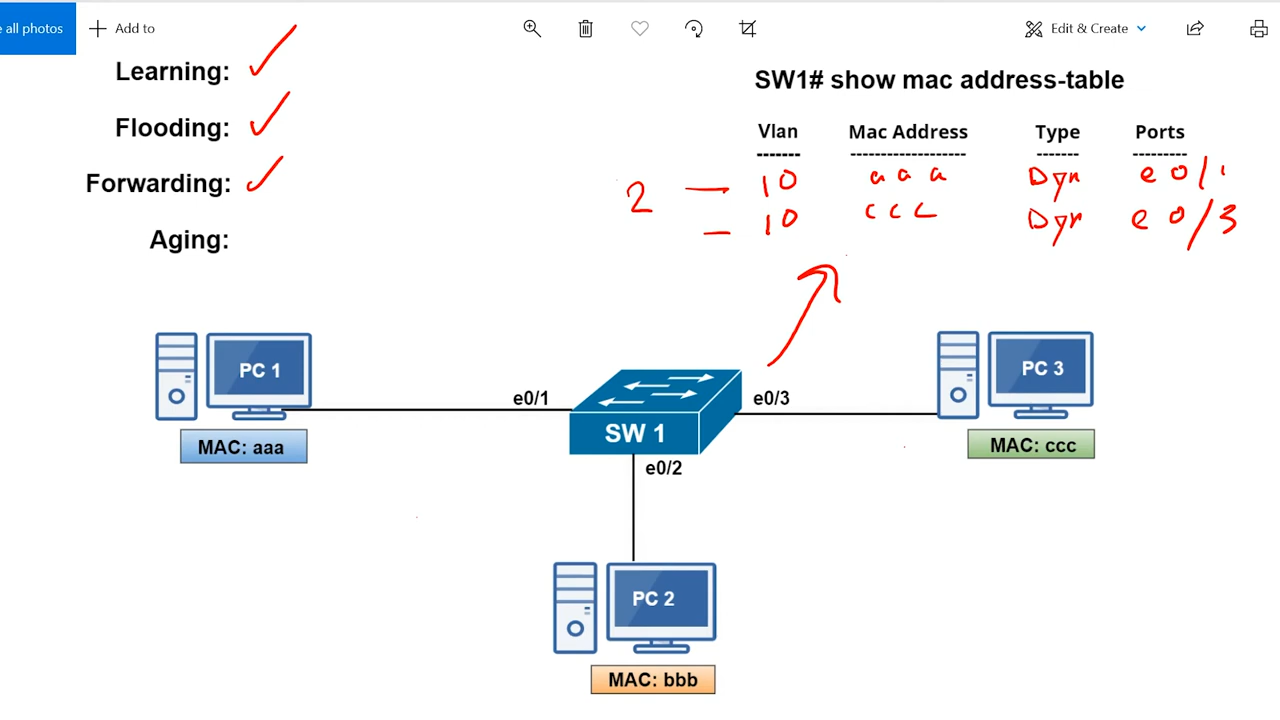 e all photos
Add to
Edit & Create
Learning:
Flooding:
Forwarding:
Aging:
SW1# show mac address-table
Vlan Mac Address Type Ports
------- ------------------ ------- ---------
10 aaa Dyn e0/1
2
10 ccc Dyn e0/3
PC 1
MAC: aaa
e0/1
SW 1
e0/3
e0/2
PC 3
MAC: ccc
PC 2
MAC: bbb